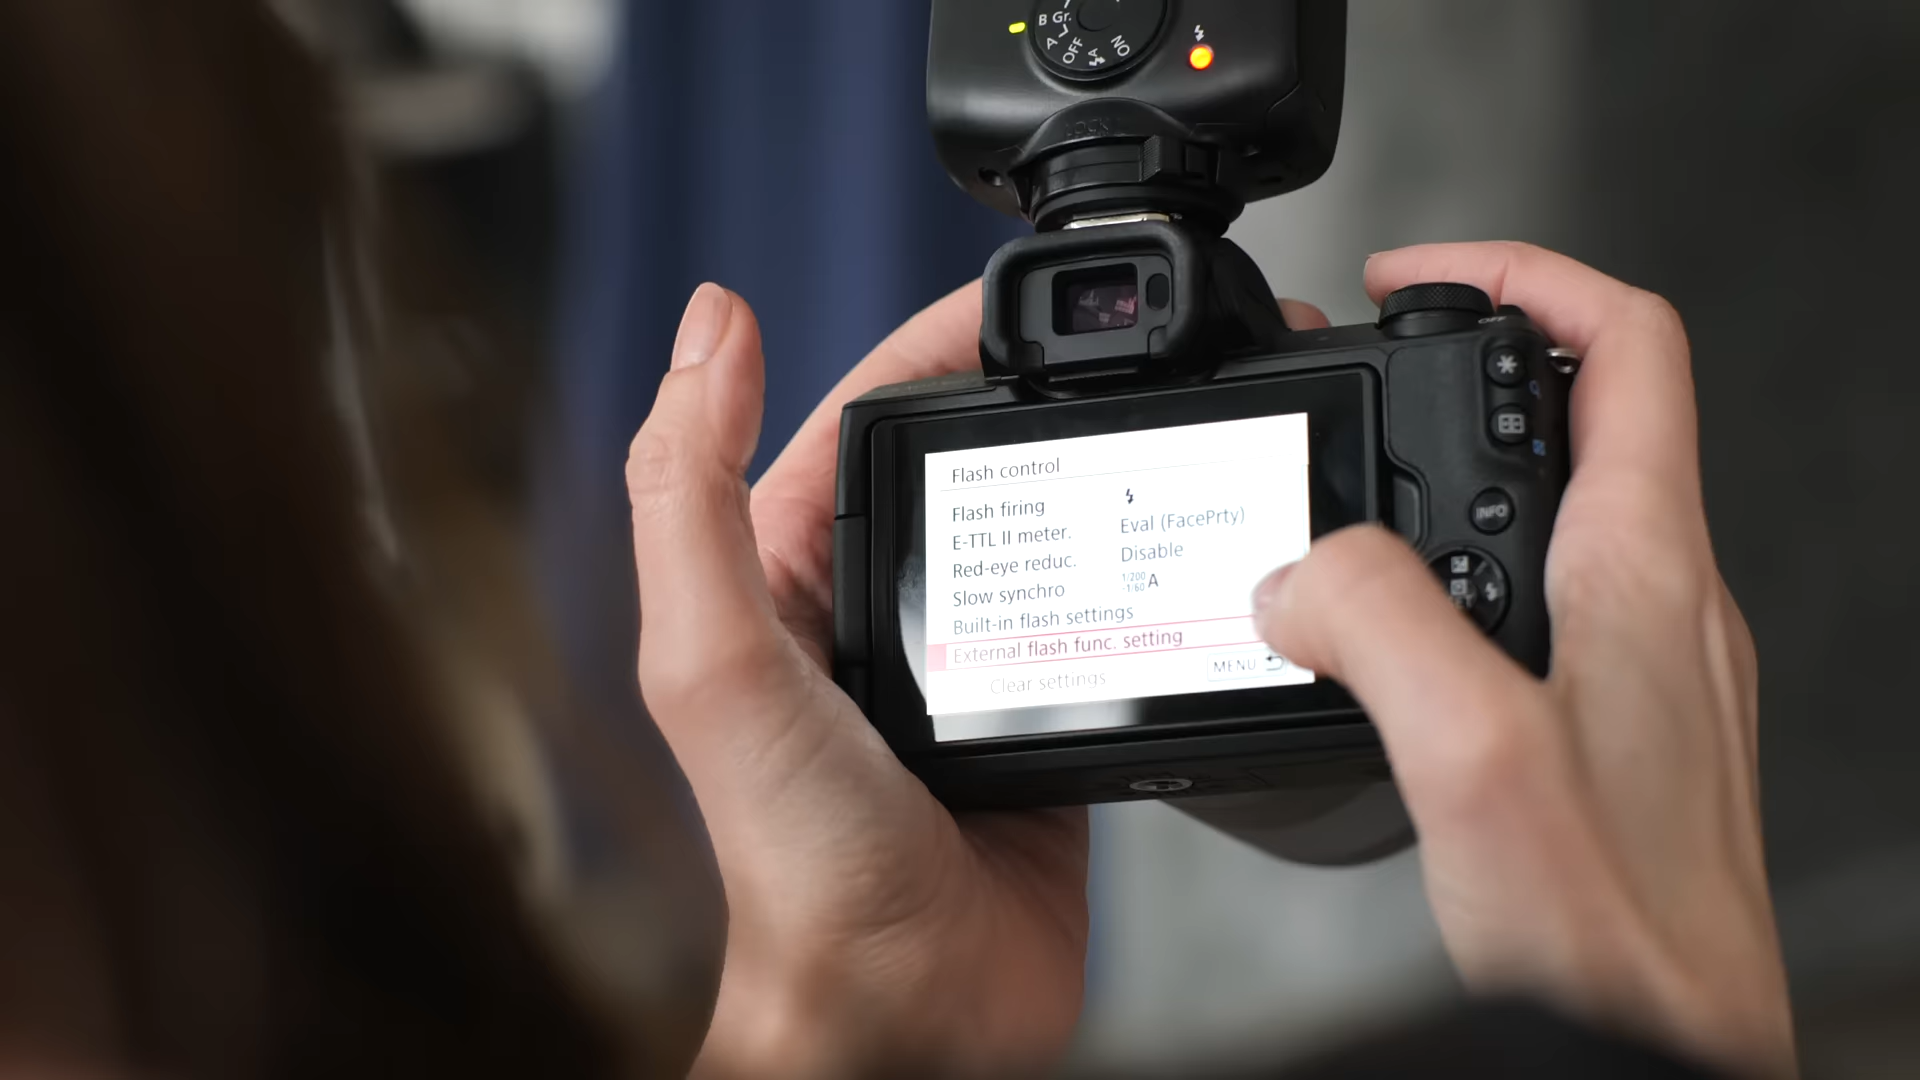 B Gr.
A
OFF
A
ON
LOCK
OFF
Flash control
Flash firing
E-TTL II meter. Eval (FacePrty)
Red-eye reduc. Disable
Slow synchro 1/200-1/60 A
Built-in flash settings
External flash func. setting
Clear settings
MENU
INFO